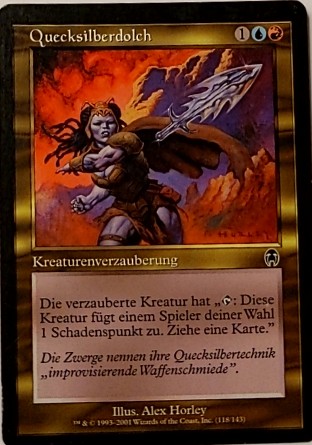 Quecksilberdolch 1
A. HORLEY
Kreaturenverzauberung
Die verzauberte Kreatur hat „: Diese
Kreatur fügt einem Spieler deiner Wahl
1 Schadenspunkt zu. Ziehe eine Karte.”
Die Zwerge nennen ihre Quecksilbertechnik
„improvisierende Waffenschmiede”.
Illus. Alex Horley
™ & © 1993-2001 Wizards of the Coast, Inc. (118/143)